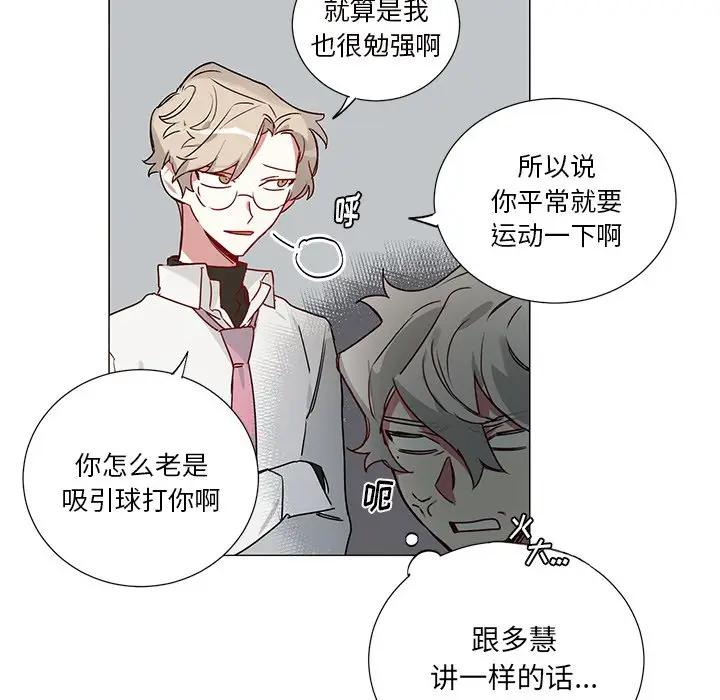 就算是我
也很勉强啊
所以说
你平常就要
运动一下啊
呼
你怎么老是
吸引球打你啊
呃
火大…
跟多慧
讲一样的话…